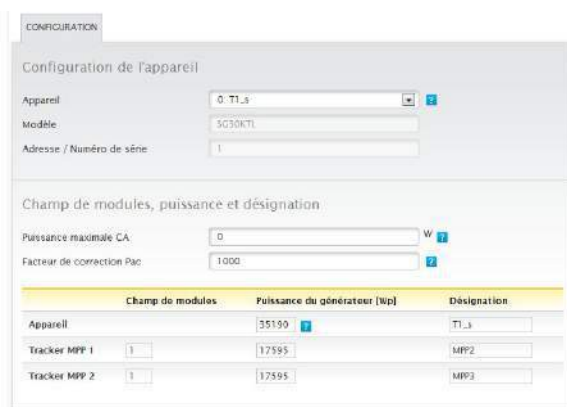 CONFIGURATION
Configuration de l'appareil
Appareil 0: T1_s ?
Modèle SG30KTL
Adresse / Numéro de série 1
Champ de modules, puissance et désignation
Puissance maximale CA 0 W ?
Facteur de correction Pac 1000 ?
Champ de modules Puissance du générateur [Wp] Désignation
Appareil 35190 ? T1_s
Tracker MPP 1 1 17595 MPP2
Tracker MPP 2 1 17595 MPP3